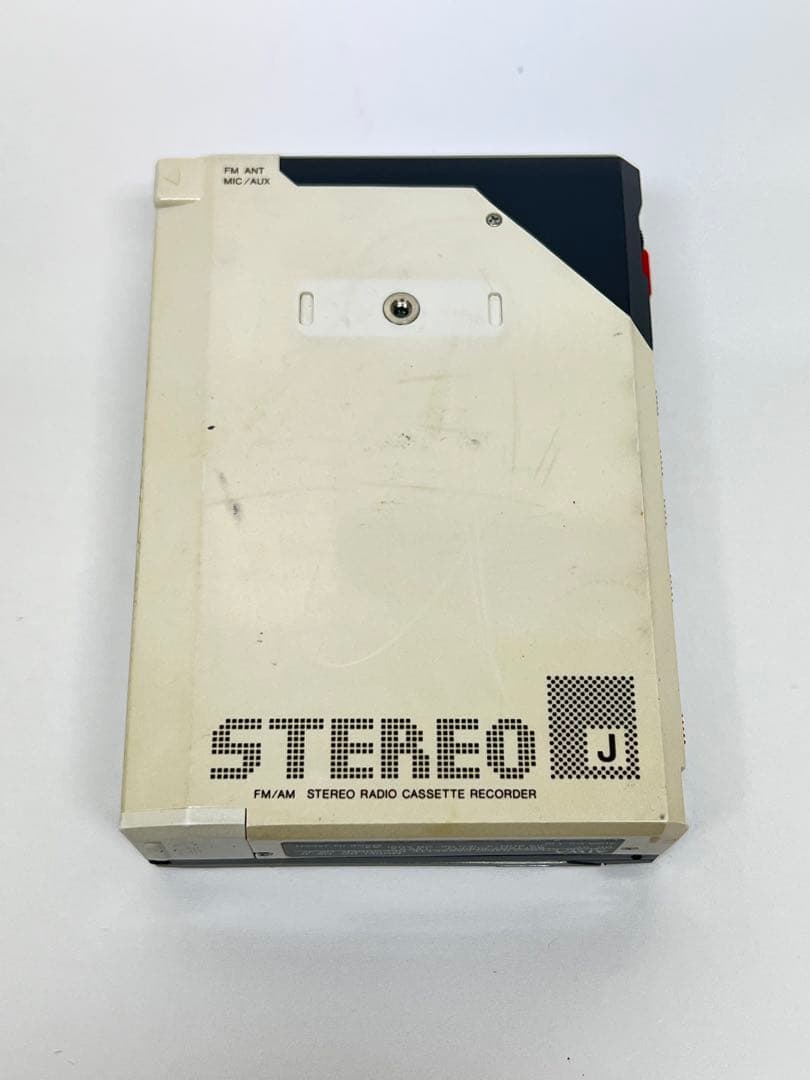 FM ANT
MIC/AUX
STEREO
J
FM/AM STEREO RADIO CASSETTE RECORDER